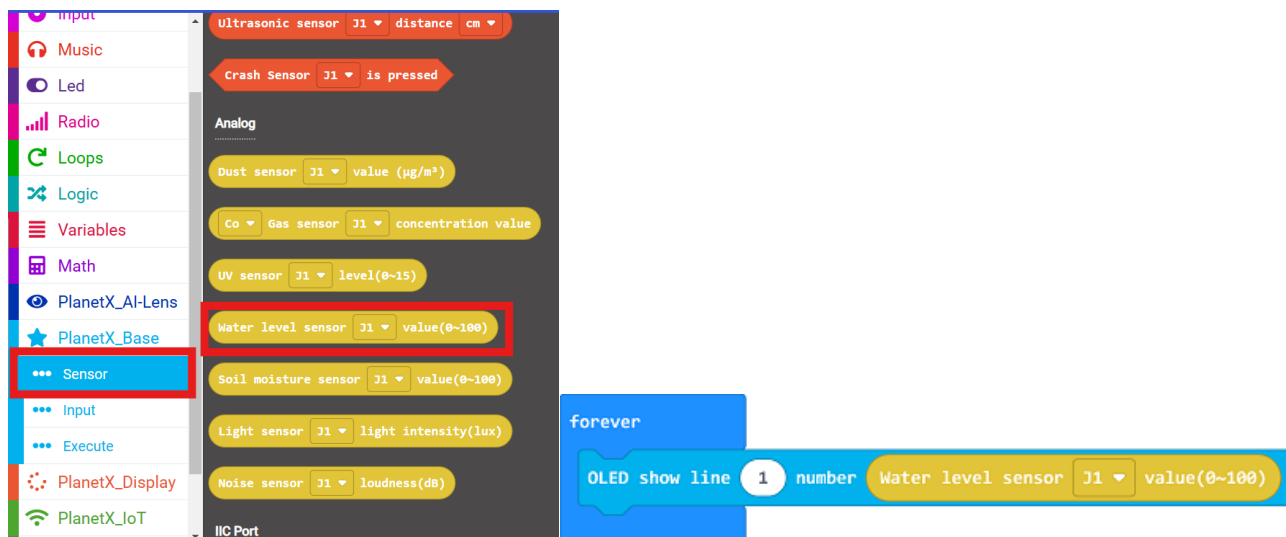 Input
Music
Led
Radio
Loops
Logic
Variables
Math
PlanetX_AI-Lens
PlanetX_Base
Sensor
Input
Execute
PlanetX_Display
PlanetX_IoT
Ultrasonic sensor J1 distance cm
Crash Sensor J1 is pressed
Analog
Dust sensor J1 value (μg/m³)
Co Gas sensor J1 concentration value
UV sensor J1 level(0~15)
Water level sensor J1 value(0~100)
Soil moisture sensor J1 value(0~100)
Light sensor J1 light intensity(lux)
Noise sensor J1 loudness(dB)
IIC Port
forever
OLED show line 1 number Water level sensor J1 value(0~100)